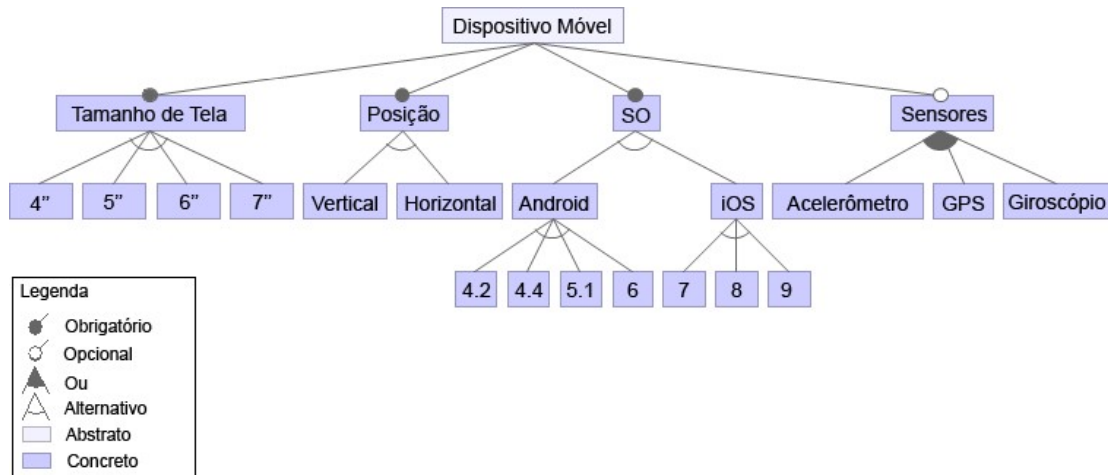 Dispositivo Móvel
Tamanho de Tela
Posição
SO
Sensores
4”
5”
6”
7”
Vertical
Horizontal
Android
iOS
Acelerômetro
GPS
Giroscópio
4.2
4.4
5.1
6
7
8
9
Legenda
Obrigatório
Opcional
Ou
Alternativo
Abstrato
Concreto